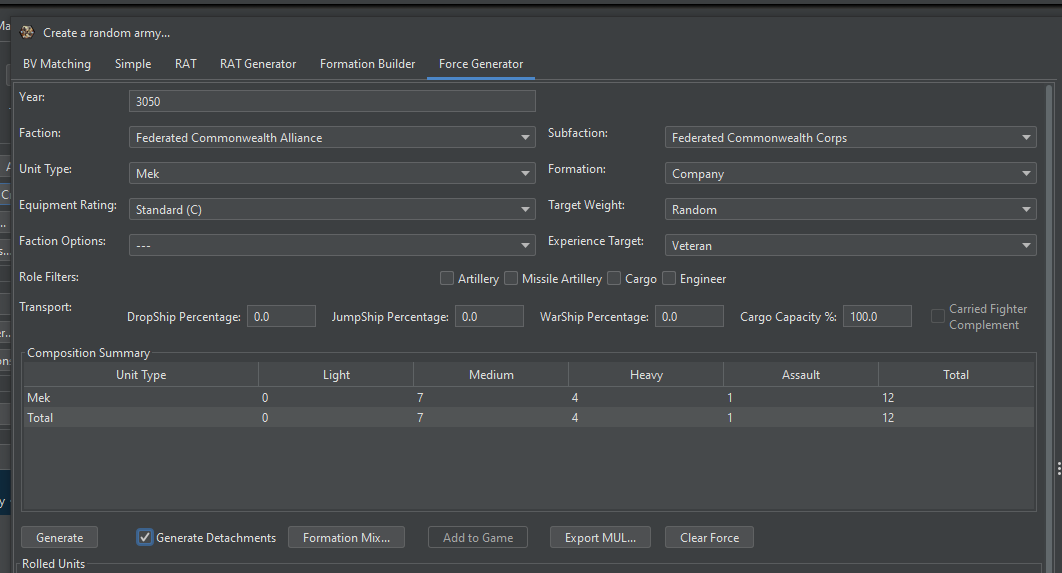 Ma
Create a random army...
BV Matching Simple RAT RAT Generator Formation Builder Force Generator
Year: 3050
Faction: Federated Commonwealth Alliance Subfaction: Federated Commonwealth Corps
Unit Type: Mek Formation: Company
Equipment Rating: Standard (C) Target Weight: Random
Faction Options: --- Experience Target: Veteran
Role Filters: Artillery Missile Artillery Cargo Engineer
Transport: DropShip Percentage: 0.0 JumpShip Percentage: 0.0 WarShip Percentage: 0.0 Cargo Capacity %: 100.0 Carried Fighter
Complement
Composition Summary
Unit Type Light Medium Heavy Assault Total
Mek 0 7 4 1 12
Total 0 7 4 1 12
Generate Generate Detachments Formation Mix... Add to Game Export MUL... Clear Force
Rolled Units